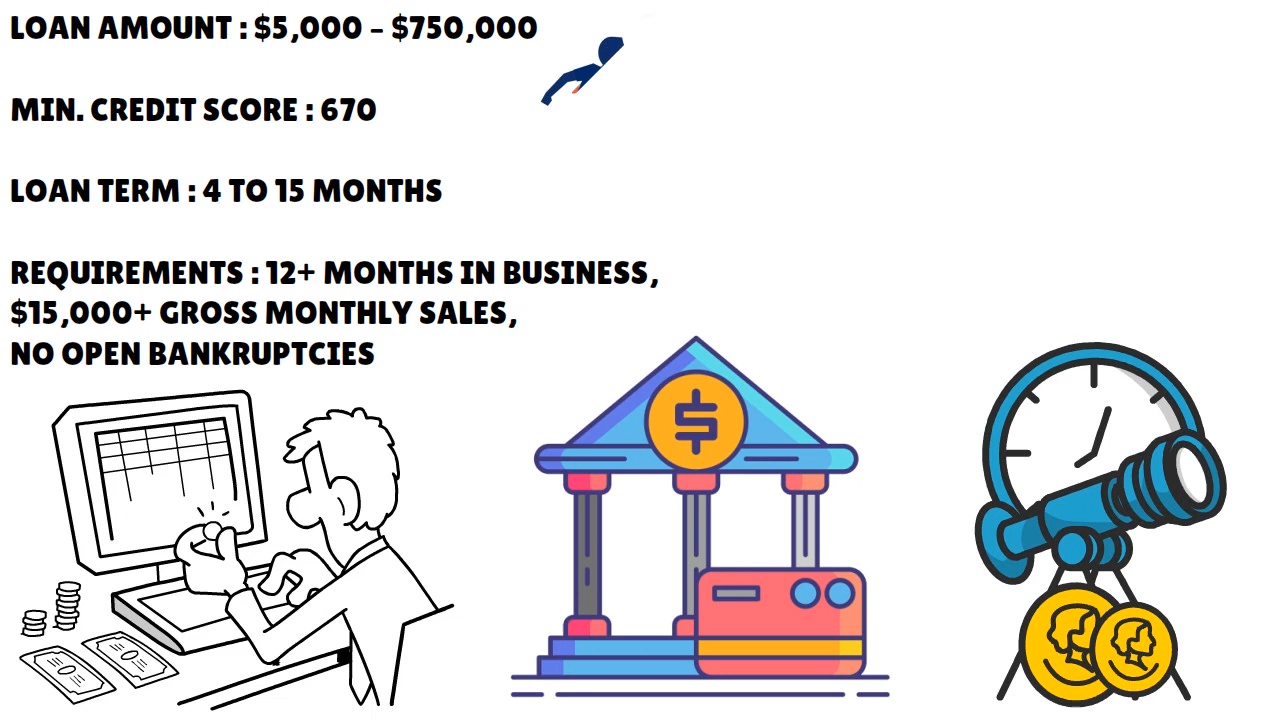 LOAN AMOUNT : $5,000 – $750,000
MIN. CREDIT SCORE : 670
LOAN TERM : 4 TO 15 MONTHS
REQUIREMENTS : 12+ MONTHS IN BUSINESS,
$15,000+ GROSS MONTHLY SALES,
NO OPEN BANKRUPTCIES
$